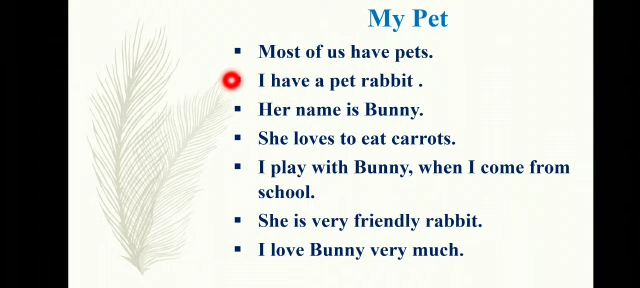 My Pet
▪ Most of us have pets.
▪ I have a pet rabbit .
▪ Her name is Bunny.
▪ She loves to eat carrots.
▪ I play with Bunny, when I come from
school.
▪ She is very friendly rabbit.
▪ I love Bunny very much.